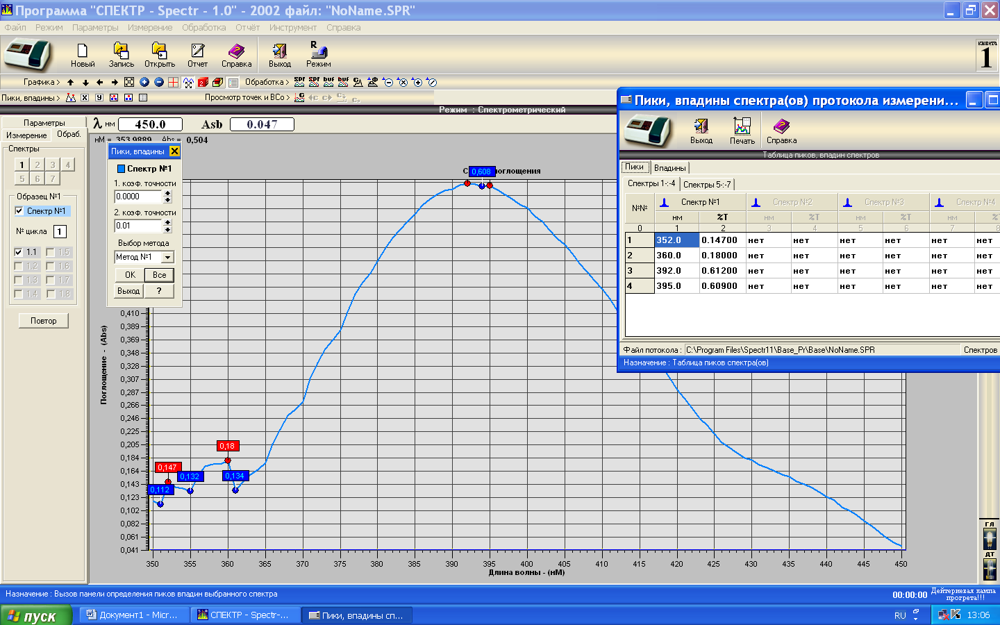 Программа "СПЕКТР - Spectr - 1.0" - 2002 файл: "NoName.SPR"
Файл Режим Параметры Измерение Обработка Отчёт Инструмент Справка
Новый Запись Открыть Отчет Справка Выход Режим
R
кювета
1
Графика > Обработка >
Пики, впадины > Просмотр точек и ВСо >
Режим : Спектрометрический
Параметры
Измерение Обраб.
λ нм 450.0 Asb 0.047
нМ = 353,9889 Abs = 0,504
Спектры
1 2 3 4
5 6 7
Образец №1
Спектр №1
№ цикла 1
1.1 1.5
1.2 1.6
1.3 1.7
1.4 1.8
Повтор
Пики, впадины
Спектр №1
1. коэф. точности
0.0000
2. коэф. точности
0.01
Выбор метода
Метод №1
OK Все
Выход ?
0,608
0,410
0,389
0,369
0,348
0,328
0,307
0,287
0,266
0,246
0,225
0,205
0,184
0,164
0,143
0,123
0,102
0,082
0,061
0,041
Поглощение - (Abs)
0,18
0,147
0,132
0,134
0,112
350 355 360 365 370 375 380 385 390 395 400 405 410 415 420 425 430 435 440 445 450
Длина волны - (нМ)
Пики, впадины спектра(ов) протокола измерени...
Выход Печать Справка
Таблица пиков, впадин спектров
Пики Впадины
Спектры 1-:-4 Спектры 5-:-7
№№ Спектр №1 Спектр №2 Спектр №3 Спектр №4
нм %T нм %T нм %T нм
0 1 2 3 4 5 6 7 8
1 352.0 0.14700 нет нет нет нет нет нет
2 360.0 0.18000 нет нет нет нет нет нет
3 392.0 0.61200 нет нет нет нет нет нет
4 395.0 0.60900 нет нет нет нет нет нет
Файл потокола : C:\Program Files\Spectr11\Base_Pr\Base\NoName.SPR Спектров
Назначение : Таблица пиков спектра(ов)
ГЛ
ДТ
Назначение : Вызов панели определения пиков впадин выбранного спектра
00:00:00 Дейтериевая лампа
прогрета!!!
пуск Документ1 - Micr... СПЕКТР - Spectr-... Пики, впадины сп... RU 13:06